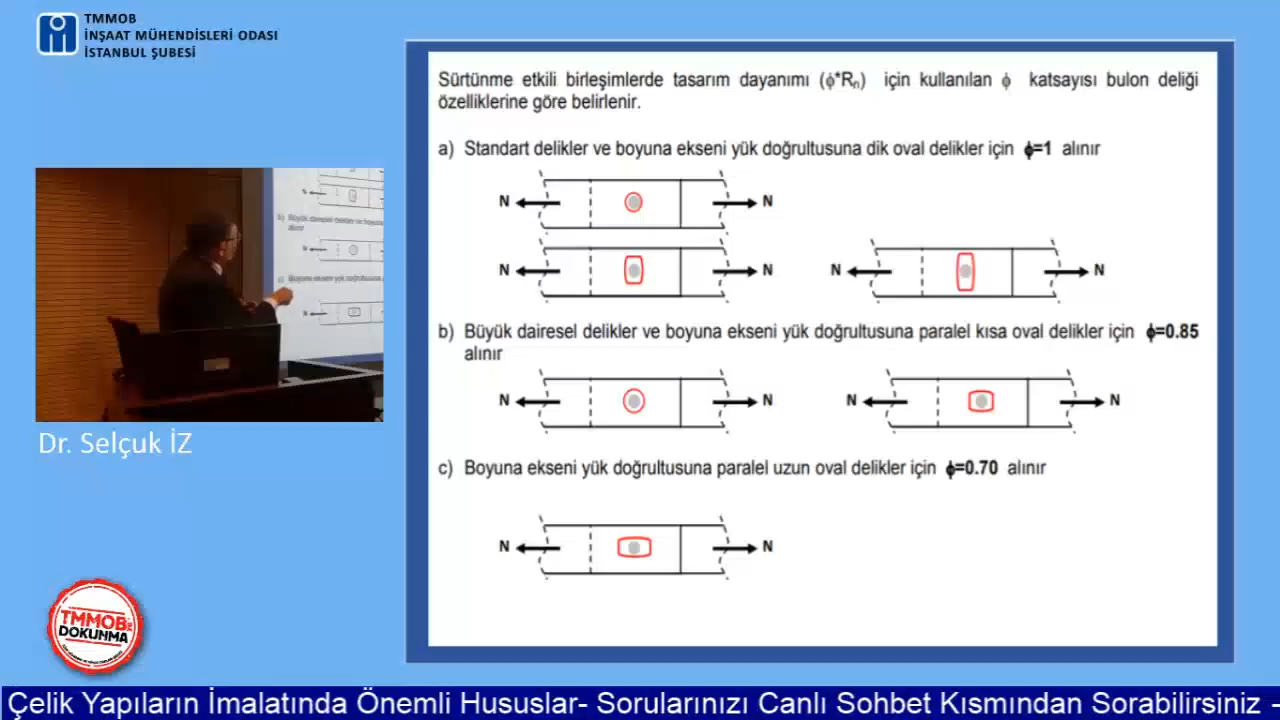 TMMOB
İNŞAAT MÜHENDİSLERİ ODASI
İSTANBUL ŞUBESİ
Sürtünme etkili birleşimlerde tasarım dayanımı (ϕ*Rn) için kullanılan ϕ katsayısı bulon deliği
özelliklerine göre belirlenir.
a) Standart delikler ve boyuna ekseni yük doğrultusuna dik oval delikler için ϕ=1 alınır
N N
N N N N
b) Büyük dairesel delikler ve boyuna ekseni yük doğrultusuna paralel kısa oval delikler için ϕ=0.85
alınır
N N N N
c) Boyuna ekseni yük doğrultusuna paralel uzun oval delikler için ϕ=0.70 alınır
N N
Dr. Selçuk İZ
TMMOB
DOKUNMA
Çelik Yapıların İmalatında Önemli Hususlar- Sorularınızı Canlı Sohbet Kısmından Sorabilirsiniz -